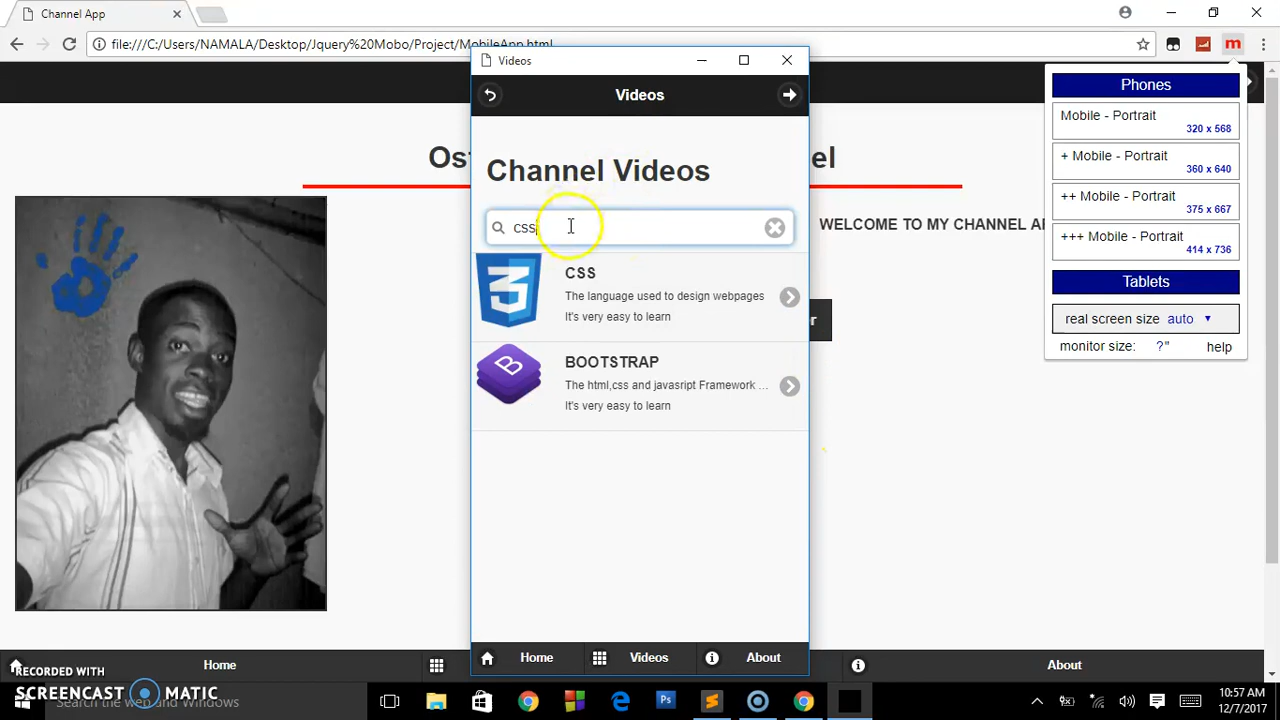 Channel App
file:///C:/Users/NAMALA/Desktop/Jquery%20Mobo/Project/MobileApp.html
m
Videos
Videos
Phones
Mobile - Portrait
320 x 568
+ Mobile - Portrait
360 x 640
++ Mobile - Portrait
375 x 667
+++ Mobile - Portrait
414 x 736
Tablets
real screen size auto
monitor size: ?"
help
Channel Videos
WELCOME TO MY CHANNEL
css
3
CSS
The language used to design webpages
It's very easy to learn
B
BOOTSTRAP
The html,css and javasript Framework ...
It's very easy to learn
Home
Videos
About
Home
About
RECORDED WITH
SCREENCAST MATIC
Search the web and Windows
Ps
10:57 AM
12/7/2017